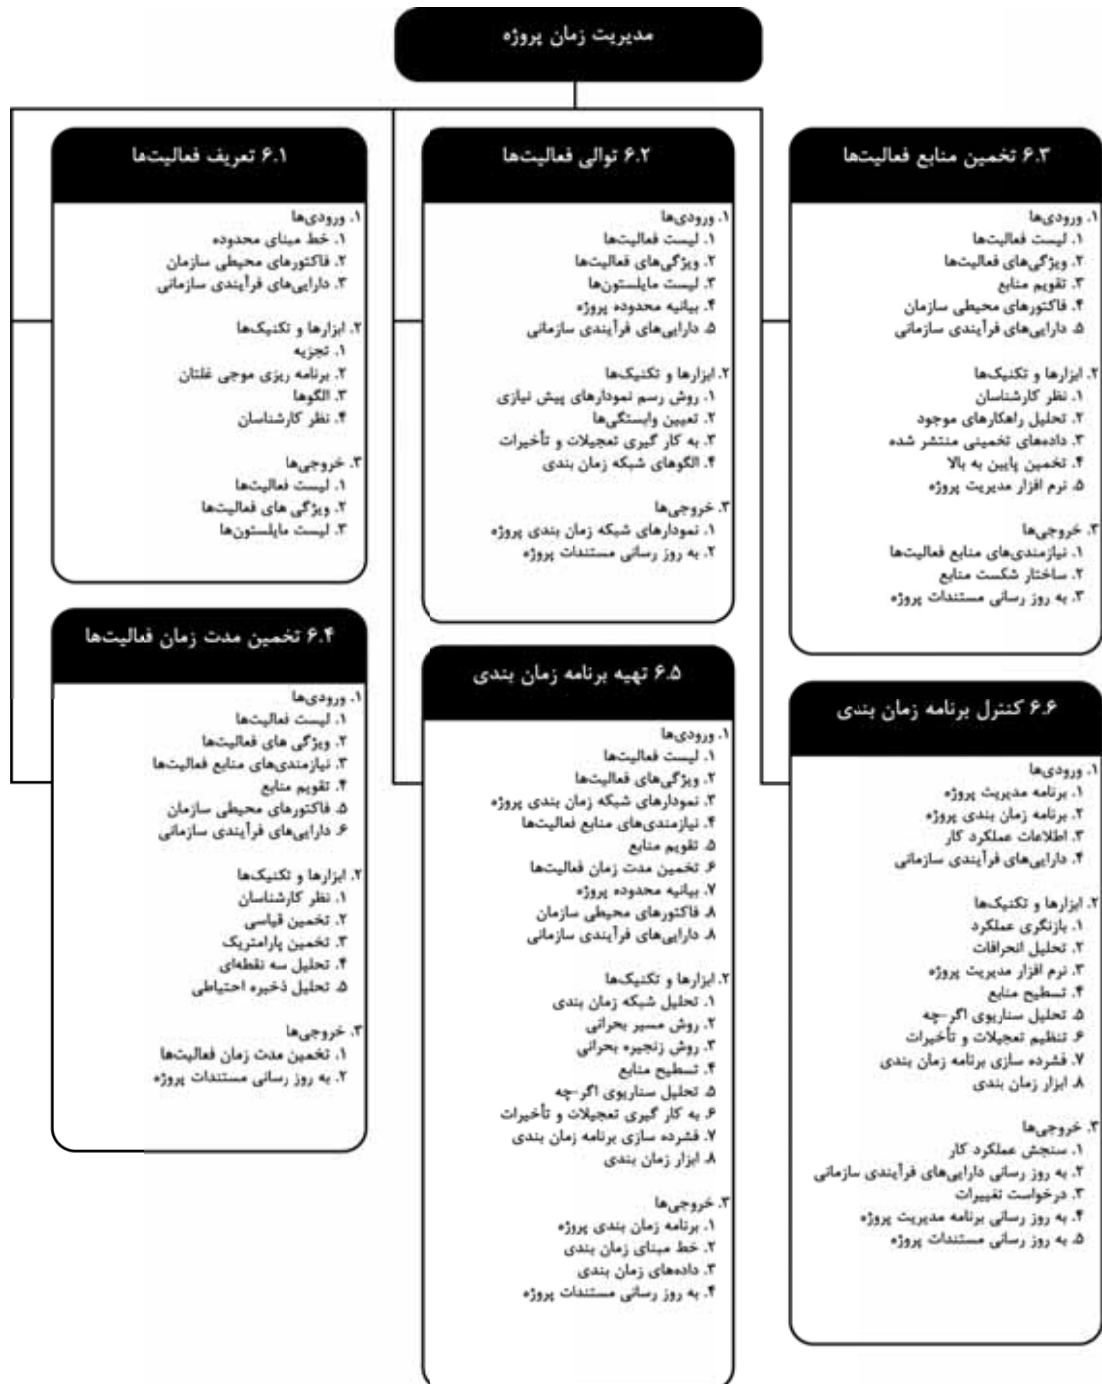 مدیریت زمان پروژه
۶.۱ تعریف فعالیت‌ها
۱. ورودی‌ها
۱. خط مبنای محدوده
۲. فاکتورهای محیطی سازمان
۳. دارایی‌های فرآیندی سازمانی
۲. ابزارها و تکنیک‌ها
۱. تجزیه
۲. برنامه ریزی موجی غلتان
۳. الگوها
۴. نظر کارشناسان
۳. خروجی‌ها
۱. لیست فعالیت‌ها
۲. ویژگی های فعالیت‌ها
۳. لیست مایلستون‌ها
۶.۲ توالی فعالیت‌ها
۱. ورودی‌ها
۱. لیست فعالیت‌ها
۲. ویژگی‌های فعالیت‌ها
۳. لیست مایلستون‌ها
۴. بیانیه محدوده پروژه
۵. دارایی‌های فرآیندی سازمانی
۲. ابزارها و تکنیک‌ها
۱. روش رسم نمودارهای پیش نیازی
۲. تعیین وابستگی‌ها
۳. به کار گیری تعجیلات و تأخیرات
۴. الگوهای شبکه زمان بندی
۳. خروجی‌ها
۱. نمودارهای شبکه زمان بندی پروژه
۲. به روز رسانی مستندات پروژه
۶.۳ تخمین منابع فعالیت‌ها
۱. ورودی‌ها
۱. لیست فعالیت‌ها
۲. ویژگی‌های فعالیت‌ها
۳. تقویم منابع
۴. فاکتورهای محیطی سازمان
۵. دارایی‌های فرآیندی سازمانی
۲. ابزارها و تکنیک‌ها
۱. نظر کارشناسان
۲. تحلیل راهکارهای موجود
۳. داده‌های تخمینی منتشر شده
۴. تخمین پایین به بالا
۵. نرم افزار مدیریت پروژه
۳. خروجی‌ها
۱. نیازمندی‌های منابع فعالیت‌ها
۲. ساختار شکست منابع
۳. به روز رسانی مستندات پروژه
۶.۴ تخمین مدت زمان فعالیت‌ها
۱. ورودی‌ها
۱. لیست فعالیت‌ها
۲. ویژگی های فعالیت‌ها
۳. نیازمندی‌های منابع فعالیت‌ها
۴. تقویم منابع
۵. فاکتورهای محیطی سازمان
۶. دارایی‌های فرآیندی سازمانی
۲. ابزارها و تکنیک‌ها
۱. نظر کارشناسان
۲. تخمین قیاسی
۳. تخمین پارامتریک
۴. تحلیل سه نقطه‌ای
۵. تحلیل ذخیره احتیاطی
۳. خروجی‌ها
۱. تخمین مدت زمان فعالیت‌ها
۲. به روز رسانی مستندات پروژه
۶.۵ تهیه برنامه زمان بندی
۱. ورودی‌ها
۱. لیست فعالیت‌ها
۲. ویژگی‌های فعالیت‌ها
۳. نمودارهای شبکه زمان بندی پروژه
۴. نیازمندی‌های منابع فعالیت‌ها
۵. تقویم منابع
۶. تخمین مدت زمان فعالیت‌ها
۷. بیانیه محدوده پروژه
۸. فاکتورهای محیطی سازمان
۸. دارایی‌های فرآیندی سازمانی
۲. ابزارها و تکنیک‌ها
۱. تحلیل شبکه زمان بندی
۲. روش مسیر بحرانی
۳. روش زنجیره بحرانی
۴. تسطیح منابع
۵. تحلیل سناریوی اگر-چه
۶. به کار گیری تعجیلات و تأخیرات
۷. فشرده سازی برنامه زمان بندی
۸. ابزار زمان بندی
۳. خروجی‌ها
۱. برنامه زمان بندی پروژه
۲. خط مبنای زمان بندی
۳. داده‌های زمان بندی
۴. به روز رسانی مستندات پروژه
۶.۶ کنترل برنامه زمان بندی
۱. ورودی‌ها
۱. برنامه مدیریت پروژه
۲. برنامه زمان بندی پروژه
۳. اطلاعات عملکرد کار
۴. دارایی‌های فرآیندی سازمانی
۲. ابزارها و تکنیک‌ها
۱. بازنگری عملکرد
۲. تحلیل انحرافات
۳. نرم افزار مدیریت پروژه
۴. تسطیح منابع
۵. تحلیل سناریوی اگر-چه
۶. تنظیم تعجیلات و تأخیرات
۷. فشرده سازی برنامه زمان بندی
۸. ابزار زمان بندی
۳. خروجی‌ها
۱. سنجش عملکرد کار
۲. به روز رسانی دارایی‌های فرآیندی سازمانی
۳. درخواست تغییرات
۴. به روز رسانی برنامه مدیریت پروژه
۵. به روز رسانی مستندات پروژه